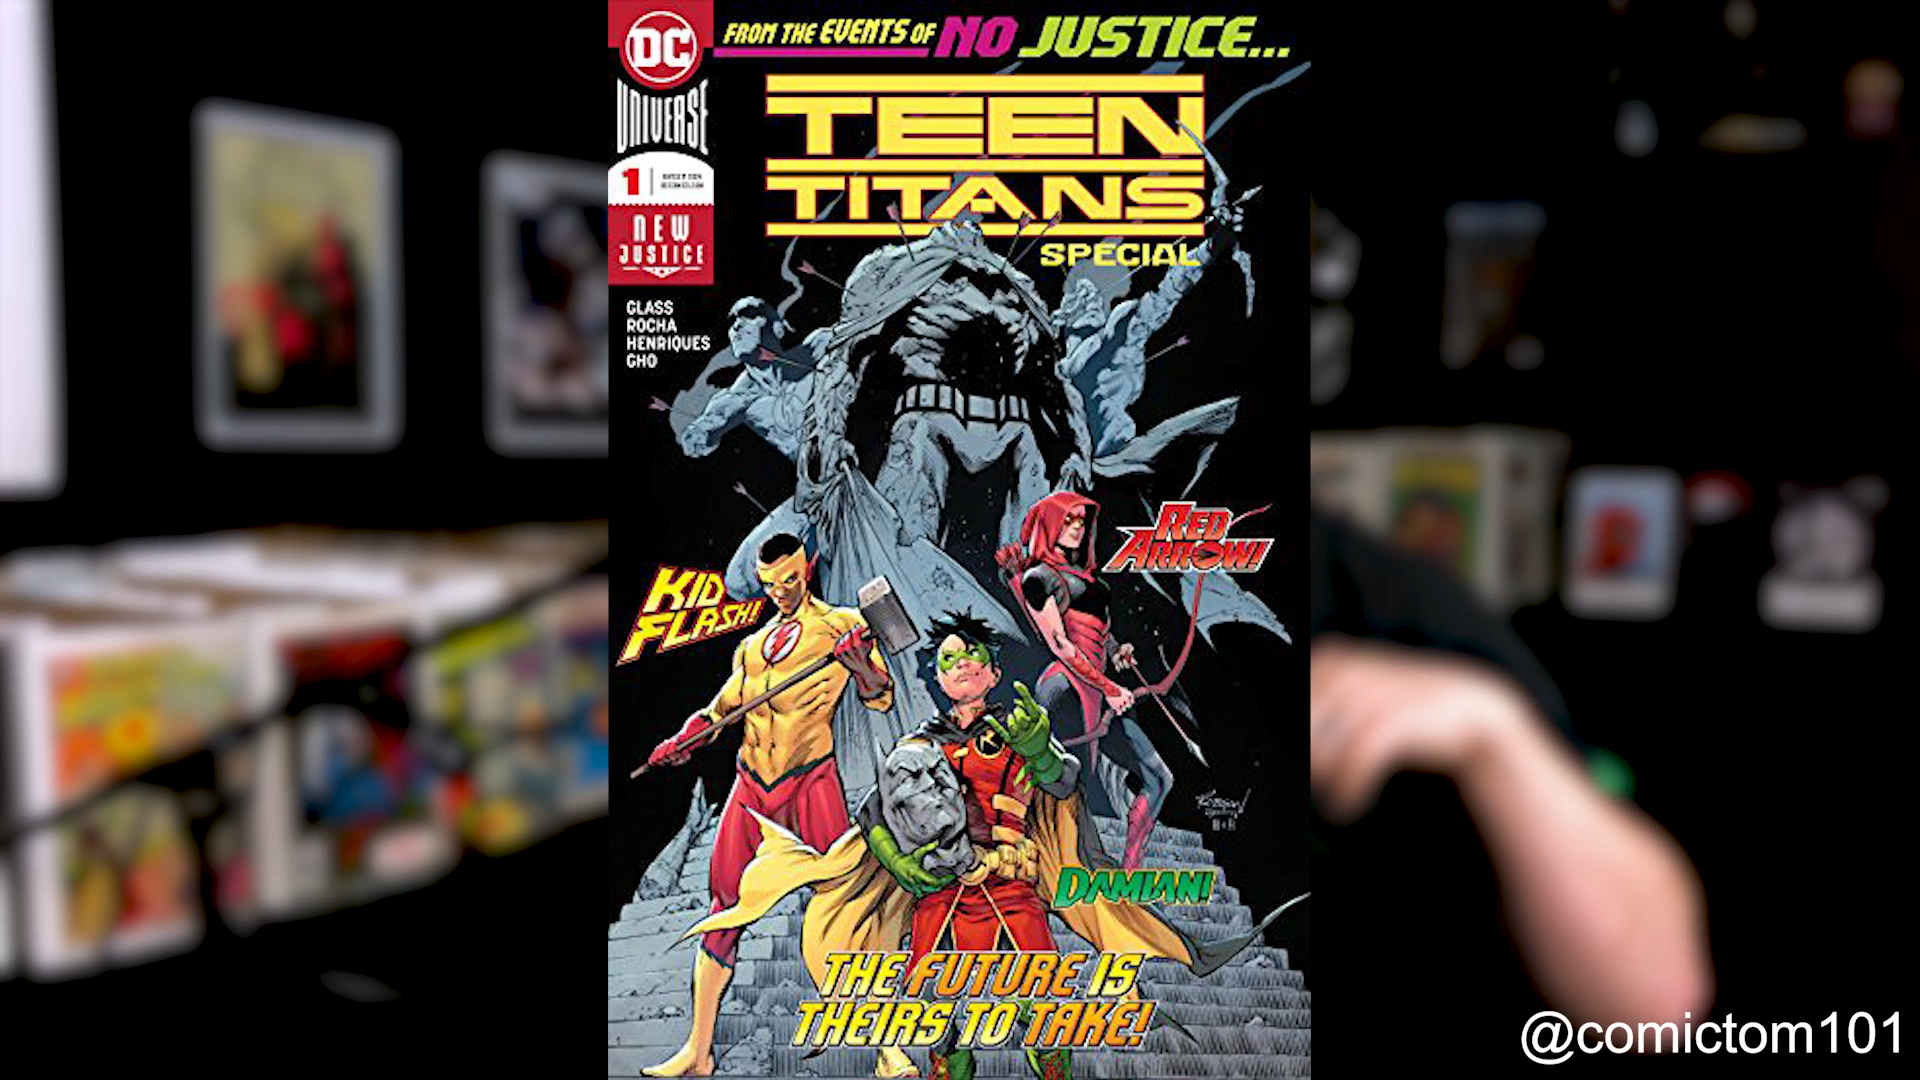 FROM THE EVENTS OF NO JUSTICE...
DC
UNIVERSE
1
NEW
JUSTICE
TEEN
TITANS
SPECIAL
GLASS
ROCHA
HENRIQUES
GHO
RED
ARROW!
KID
FLASH!
R
DAMIAN!
THE FUTURE IS
THEIRS TO TAKE!
@comictom101